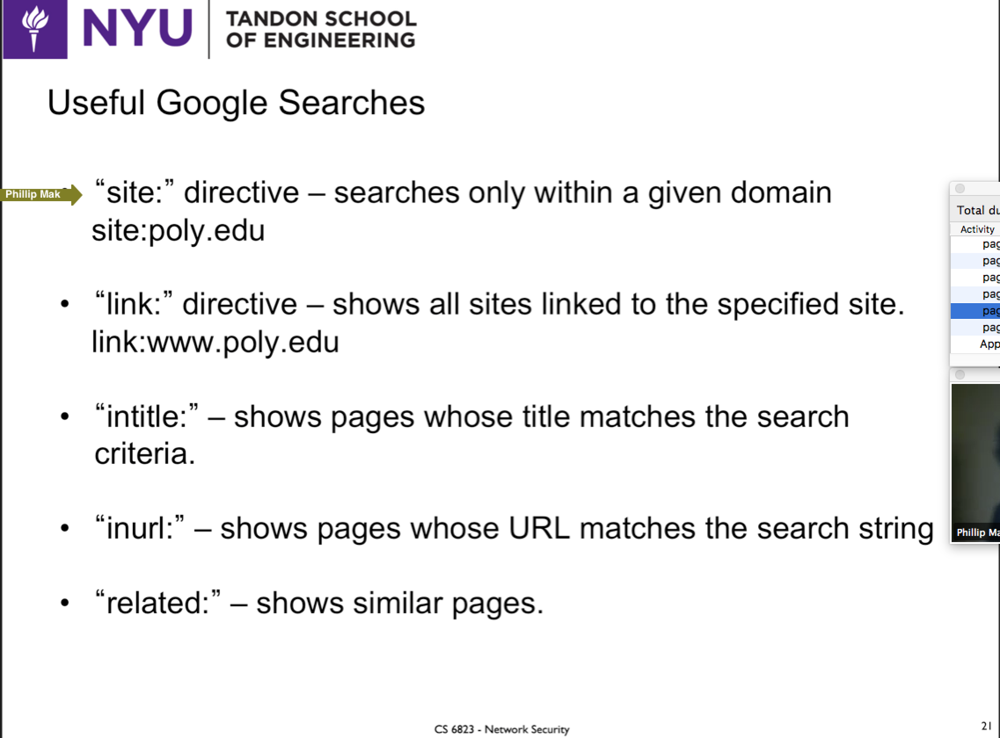 NYU
TANDON SCHOOL
OF ENGINEERING
Useful Google Searches
Phillip Mak
• “site:” directive – searches only within a given domain
site:poly.edu
• “link:” directive – shows all sites linked to the specified site.
link:www.poly.edu
• “intitle:” – shows pages whose title matches the search
criteria.
• “inurl:” – shows pages whose URL matches the search string
• “related:” – shows similar pages.
Total du
Activity
pag
pag
pag
pag
pag
pag
App
Phillip Ma
CS 6823 - Network Security
21